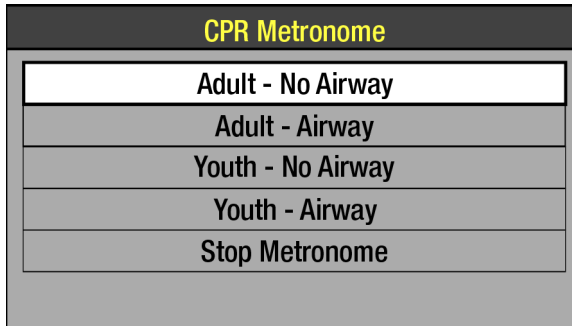 CPR Metronome
Adult - No Airway
Adult - Airway
Youth - No Airway
Youth - Airway
Stop Metronome